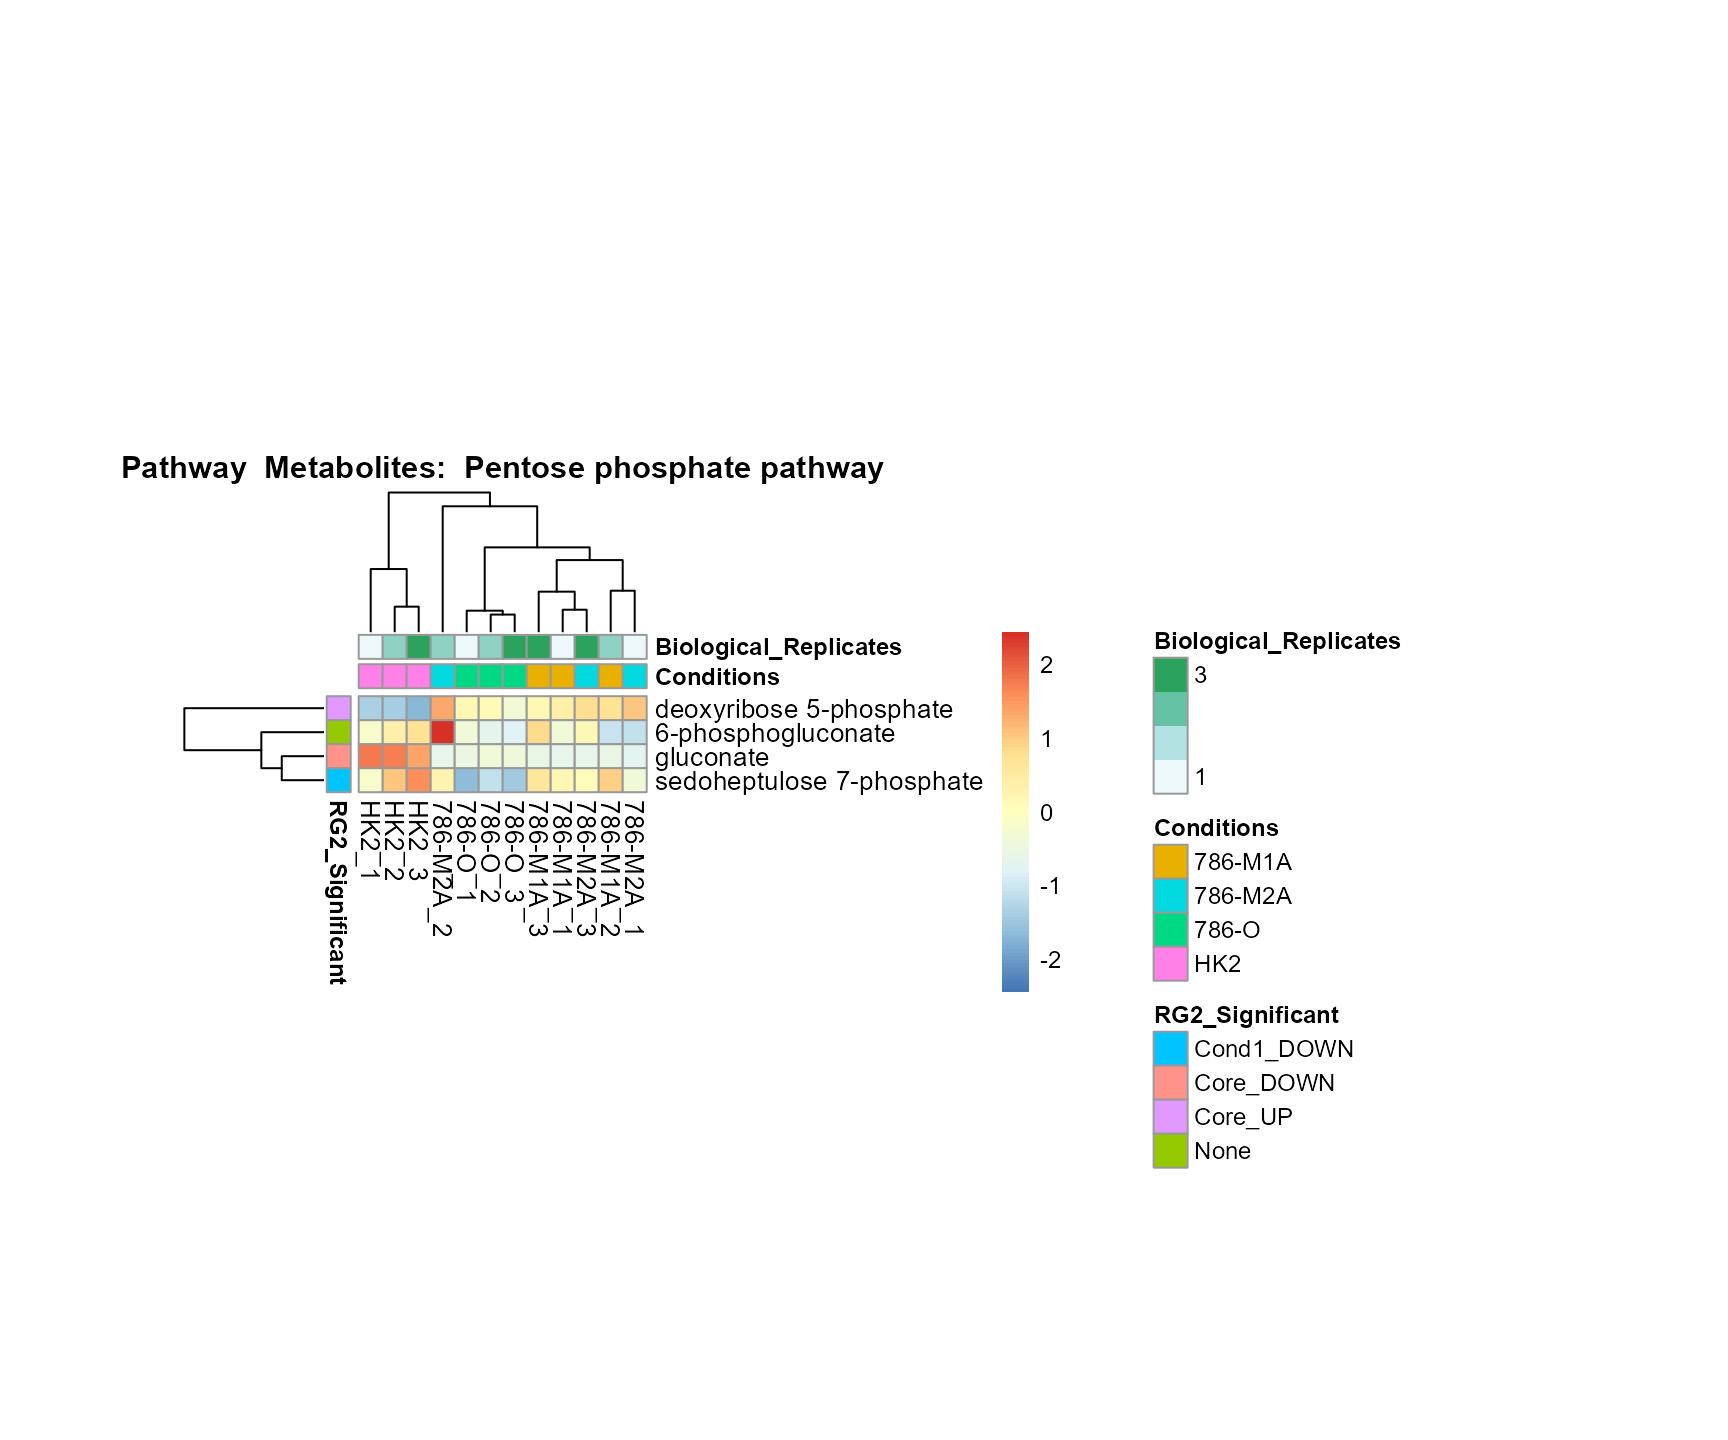 Pathway  Metabolites:  Pentose phosphate pathway
Biological_Replicates
Conditions
deoxyribose 5-phosphate
6-phosphogluconate
gluconate
sedoheptulose 7-phosphate
RG2_Significant
HK2_1
HK2_2
HK2_3
786-M2A_2
786-O_1
786-O_2
786-O_3
786-M1A_3
786-M1A_1
786-M2A_3
786-M1A_2
786-M2A_1
2
1
0
-1
-2
Biological_Replicates
3
1
Conditions
786-M1A
786-M2A
786-O
HK2
RG2_Significant
Cond1_DOWN
Core_DOWN
Core_UP
None